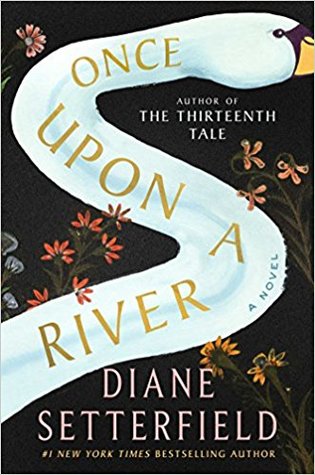 ONCE
AUTHOR OF
THE THIRTEENTH
TALE
UPON
A
RIVER
A NOVEL
DIANE
SETTERFIELD
#1 NEW YORK TIMES BESTSELLING AUTHOR